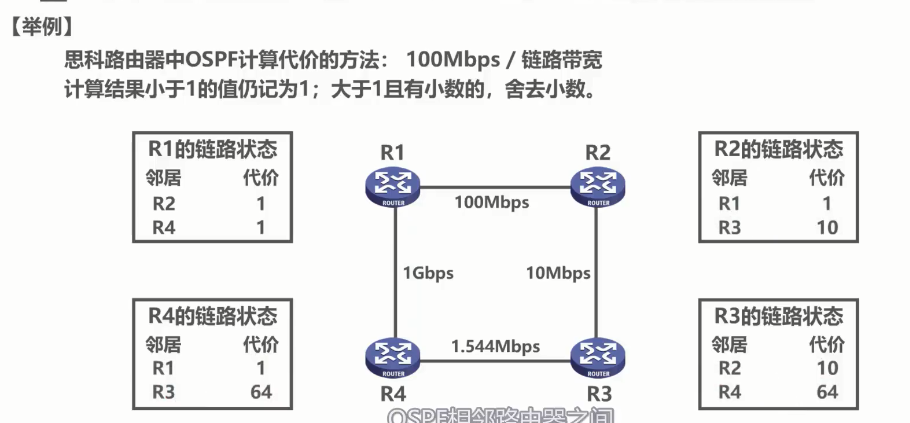 【举例】
思科路由器中OSPF计算代价的方法： 100Mbps / 链路带宽
计算结果小于1的值仍记为1；大于1且有小数的，舍去小数。
R1的链路状态
邻居 代价
R2 1
R4 1
R1
R2
ROUTER
ROUTER
100Mbps
R2的链路状态
邻居 代价
R1 1
R3 10
1Gbps
10Mbps
R4的链路状态
邻居 代价
R1 1
R3 64
1.544Mbps
ROUTER
ROUTER
R4
R3
R3的链路状态
邻居 代价
R2 10
R4 64
OSPF相邻路由器之间